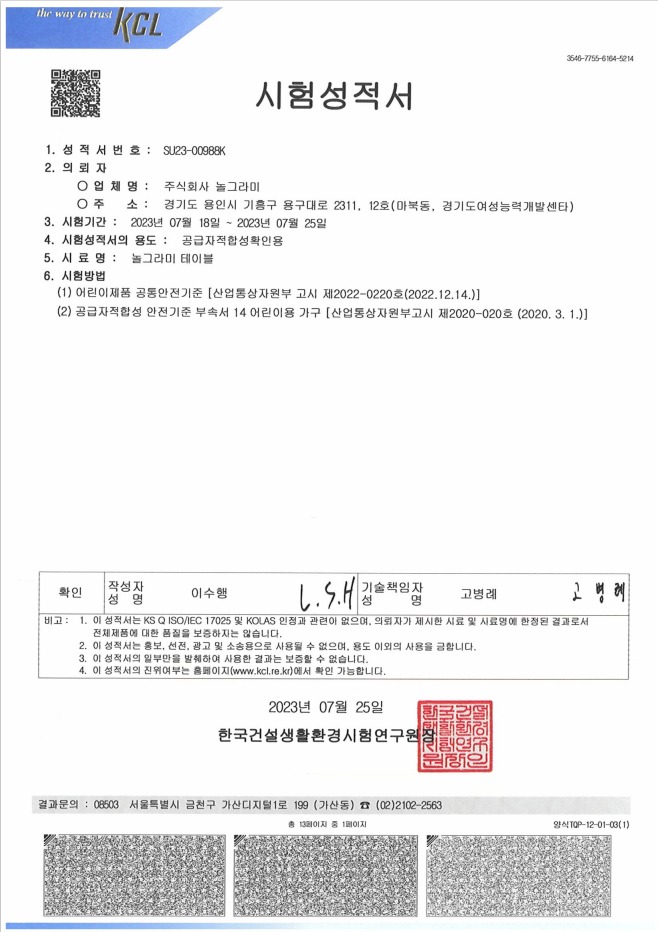 the way to trust KCL
3546-7755-6164-5214
시험성적서
1. 성 적 서 번 호 : SU23-00988K
2. 의 뢰 자
○ 업 체 명 : 주식회사 놀그라미
○ 주 소 : 경기도 용인시 기흥구 용구대로 2311, 12호(마북동, 경기도여성능력개발센타)
3. 시험기간 : 2023년 07월 18일 ~ 2023년 07월 25일
4. 시험성적서의 용도 : 공급자적합성확인용
5. 시 료 명 : 놀그라미 테이블
6. 시험방법
(1) 어린이제품 공통안전기준 [산업통상자원부 고시 제2022-0220호(2022.12.14.)]
(2) 공급자적합성 안전기준 부속서 14 어린이용 가구 [산업통상자원부고시 제2020-020호 (2020. 3. 1.)]
확인 작성자 성 명 이수행 L.S.H 기술책임자 성 명 고병례 고 병 례
비고 : 1. 이 성적서는 KS Q ISO/IEC 17025 및 KOLAS 인정과 관련이 없으며, 의뢰자가 제시한 시료 및 시료명에 한정된 결과로서
전체제품에 대한 품질을 보증하지는 않습니다.
2. 이 성적서는 홍보, 선전, 광고 및 소송용으로 사용될 수 없으며, 용도 이외의 사용을 금합니다.
3. 이 성적서의 일부만을 발췌하여 사용한 결과는 보증할 수 없습니다.
4. 이 성적서의 진위여부는 홈페이지(www.kcl.re.kr)에서 확인 가능합니다.
2023년 07월 25일
한국건설생활환경시험연구원장
결과문의 : 08503 서울특별시 금천구 가산디지털1로 199 (가산동) ☎ (02)2102-2563
총 13페이지 중 1페이지
양식TQP-12-01-03(1)